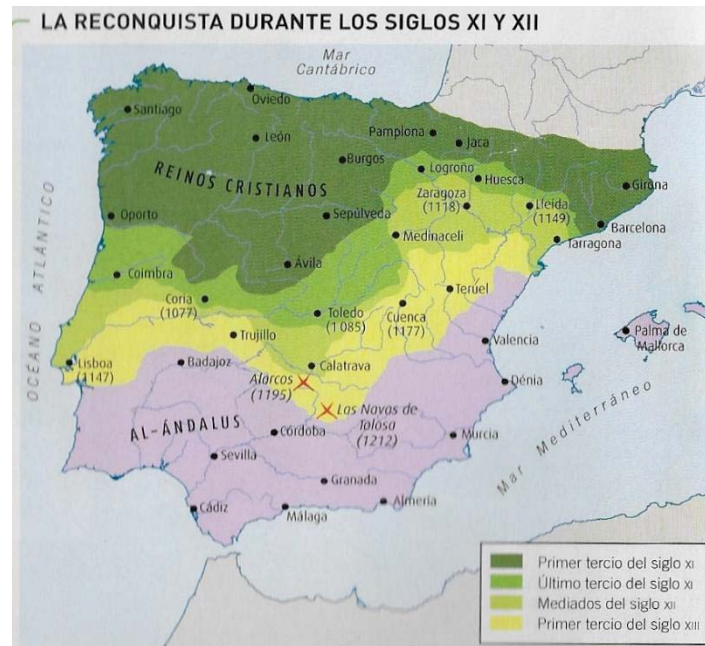 LA RECONQUISTA DURANTE LOS SIGLOS XI Y XII
Mar
Cantábrico
Oviedo
Santiago
León
Pamplona
Jaca
Burgos
Logroño
Huesca
Girona
REINOS CRISTIANOS
Zaragoza
(1118)
Lleida
(1149)
Oporto
Sepúlveda
Barcelona
Medinaceli
Tarragona
OCÉANO ATLÁNTICO
Ávila
Coimbra
Coria
(1077)
Toledo
(1085)
Cuenca
(1177)
Teruel
Trujillo
Valencia
Palma de
Mallorca
Lisboa
(1147)
Badajoz
Calatrava
Alarcos
(1195)
Dénia
Las Navas de
Tolosa
(1212)
AL-ÁNDALUS
Córdoba
Murcia
Mar Mediterráneo
Sevilla
Granada
Almería
Cádiz
Málaga
Primer tercio del siglo XI
Último tercio del siglo XI
Mediados del siglo XII
Primer tercio del siglo XIII